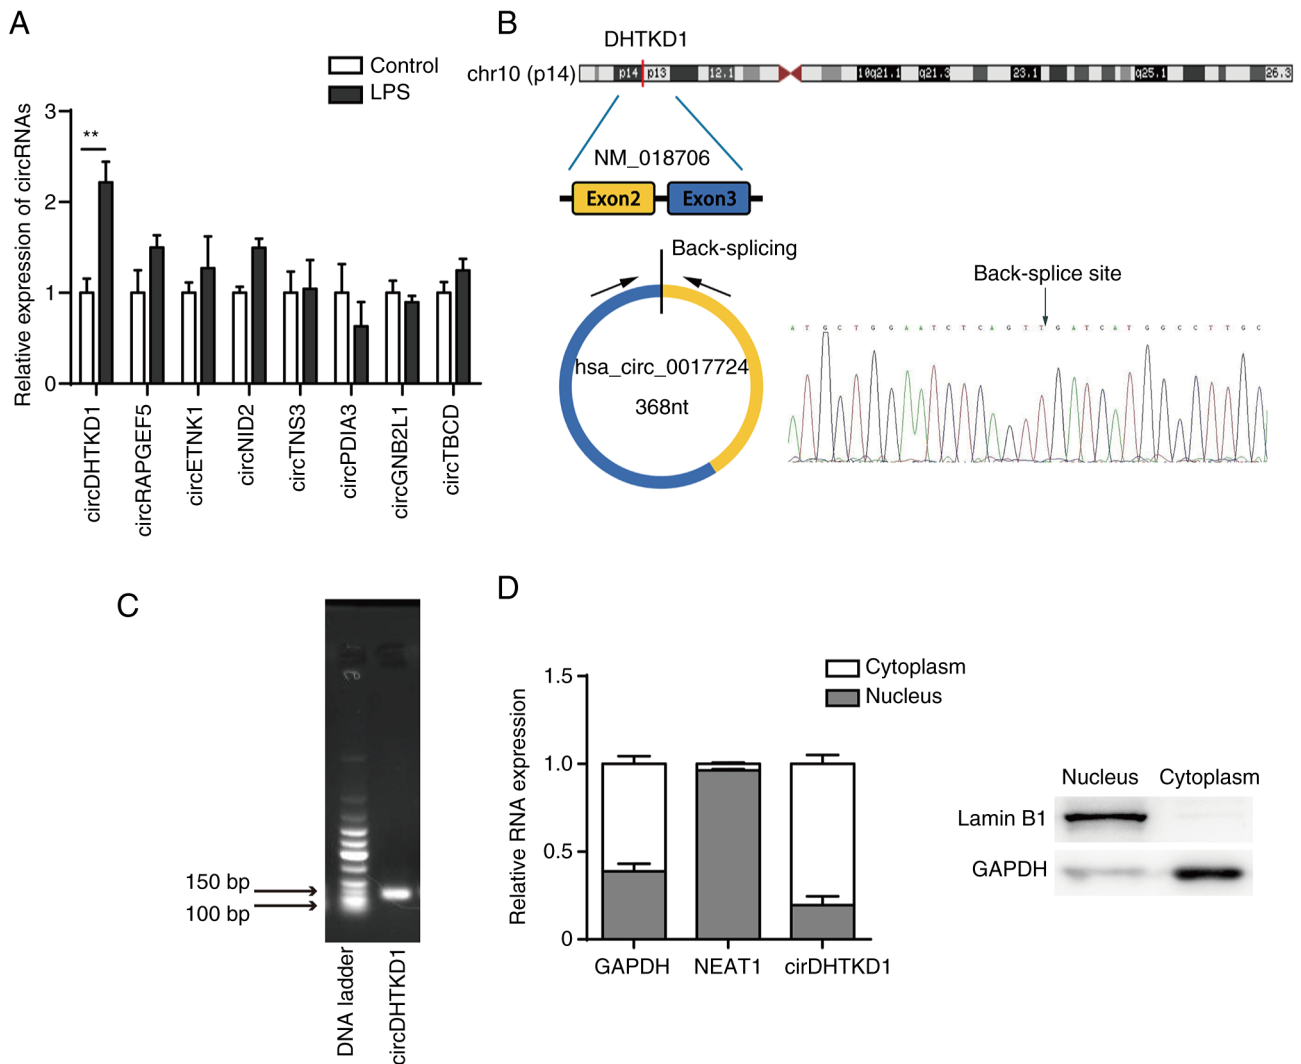 A
Control
LPS
Relative expression of circRNAs
3
2
1
0
**
circDHTKD1
circRAPGEF5
circETNK1
circNID2
circTNS3
circPDIA3
circGNB2L1
circTBCD
B
DHTKD1
chr10 (p14)
p14 p13 12.1 10q21.1 q21.3 23.1 q25.1 26.3
NM_018706
Exon2 Exon3
Back-splicing
hsa_circ_0017724
368nt
Back-splice site
A T G C T G G A A T C T C A G T T G A T C A T G G C C T T G C
C
150 bp
100 bp
DNA ladder
circDHTKD1
D
Cytoplasm
Nucleus
Relative RNA expression
1.5
1.0
0.5
0
GAPDH NEAT1 cirDHTKD1
Nucleus Cytoplasm
Lamin B1
GAPDH